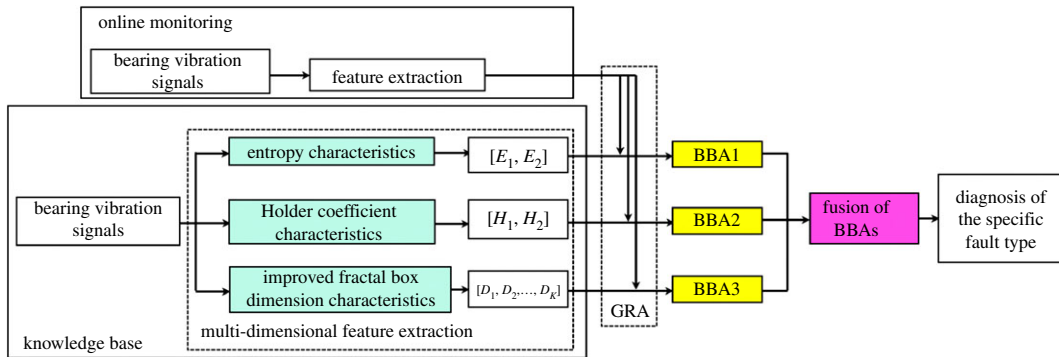 online monitoring
bearing vibration
signals
feature extraction
entropy characteristics
[E₁, E₂]
BBA1
bearing vibration
signals
Holder coefficient
characteristics
[H₁, H₂]
BBA2
fusion of
BBAs
diagnosis of
the specific
fault type
improved fractal box
dimension characteristics
[D₁, D₂,..., D_K]
BBA3
GRA
multi-dimensional feature extraction
knowledge base